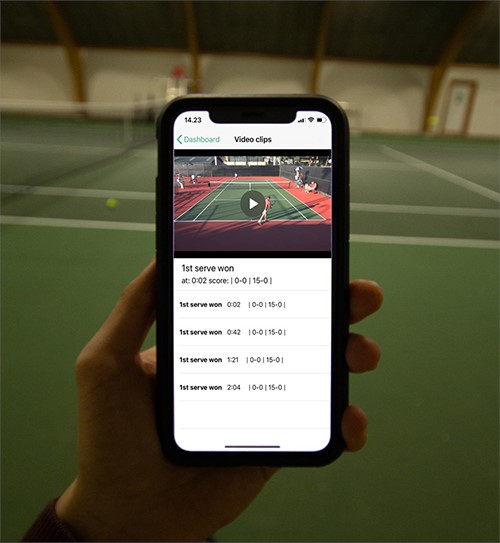 14.23
Dashboard Video clips
1st serve won
at: 0:02 score: | 0-0 | 15-0 |
1st serve won 0:02 | 0-0 | 15-0 |
1st serve won 0:42 | 0-0 | 15-0 |
1st serve won 1:21 | 0-0 | 15-0 |
1st serve won 2:04 | 0-0 | 15-0 |